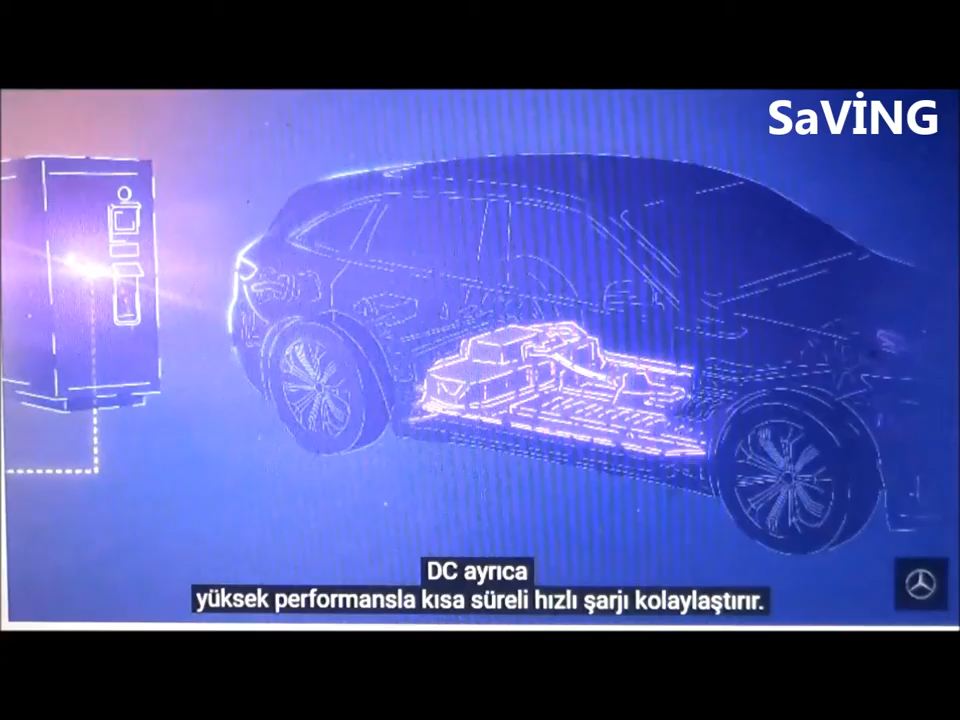 SaVİNG
DC ayrıca
yüksek performansla kısa süreli hızlı şarjı kolaylaştırır.